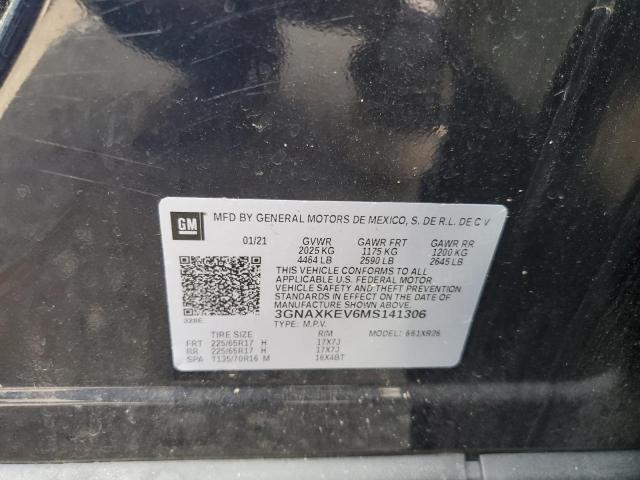 GM
MFD BY GENERAL MOTORS DE MEXICO, S. DE R.L. DE C V
01/21 GVWR GAWR FRT GAWR RR
2025 KG 1175 KG 1200 KG
4464 LB 2590 LB 2645 LB
THIS VEHICLE CONFORMS TO ALL
APPLICABLE U.S. FEDERAL MOTOR
VEHICLE SAFETY AND THEFT PREVENTION
STANDARDS IN EFFECT ON THE DATE OF
MANUFACTURE SHOWN ABOVE.
328E 3GNAXKEV6MS141306
TYPE: M.P.V. MODEL: 661XR26
TIRE SIZE RIM
FRT 225/65R17 H 17X7J
RR 225/65R17 H 17X7J
SPA T135/70R16 M 16X4BT